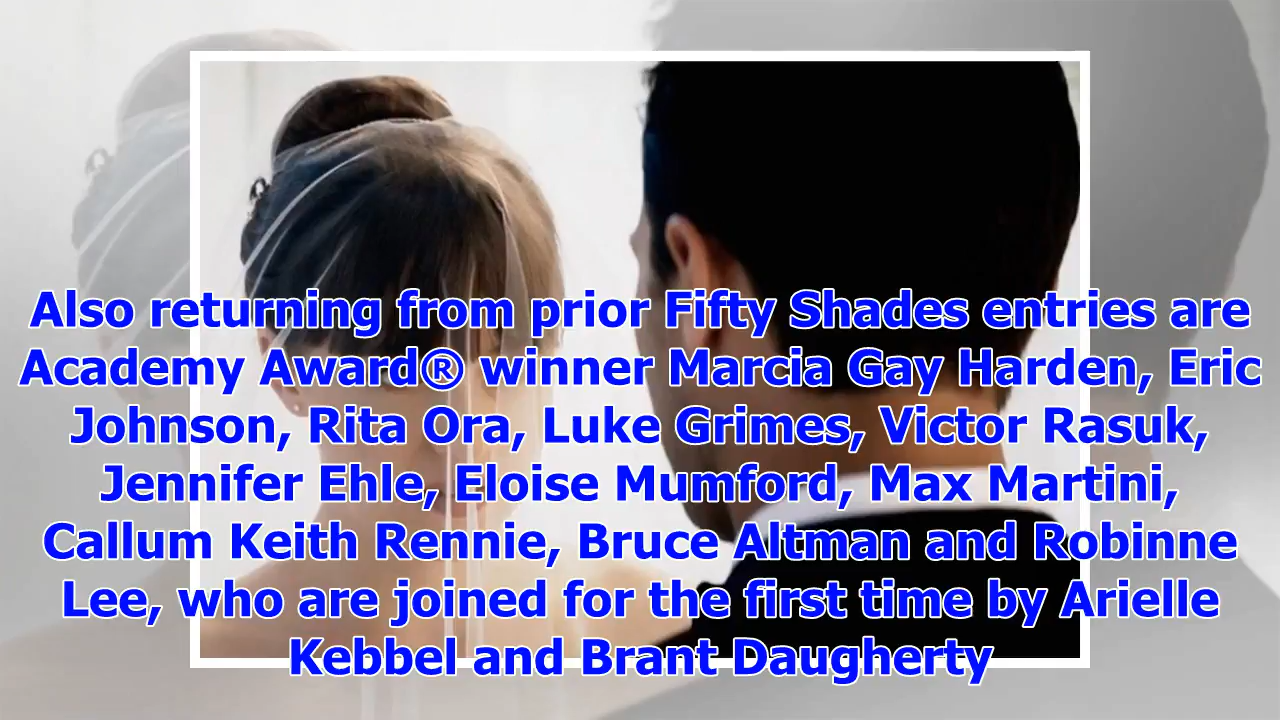 Also returning from prior Fifty Shades entries are
Academy Award® winner Marcia Gay Harden, Eric
Johnson, Rita Ora, Luke Grimes, Victor Rasuk,
Jennifer Ehle, Eloise Mumford, Max Martini,
Callum Keith Rennie, Bruce Altman and Robinne
Lee, who are joined for the first time by Arielle
Kebbel and Brant Daugherty